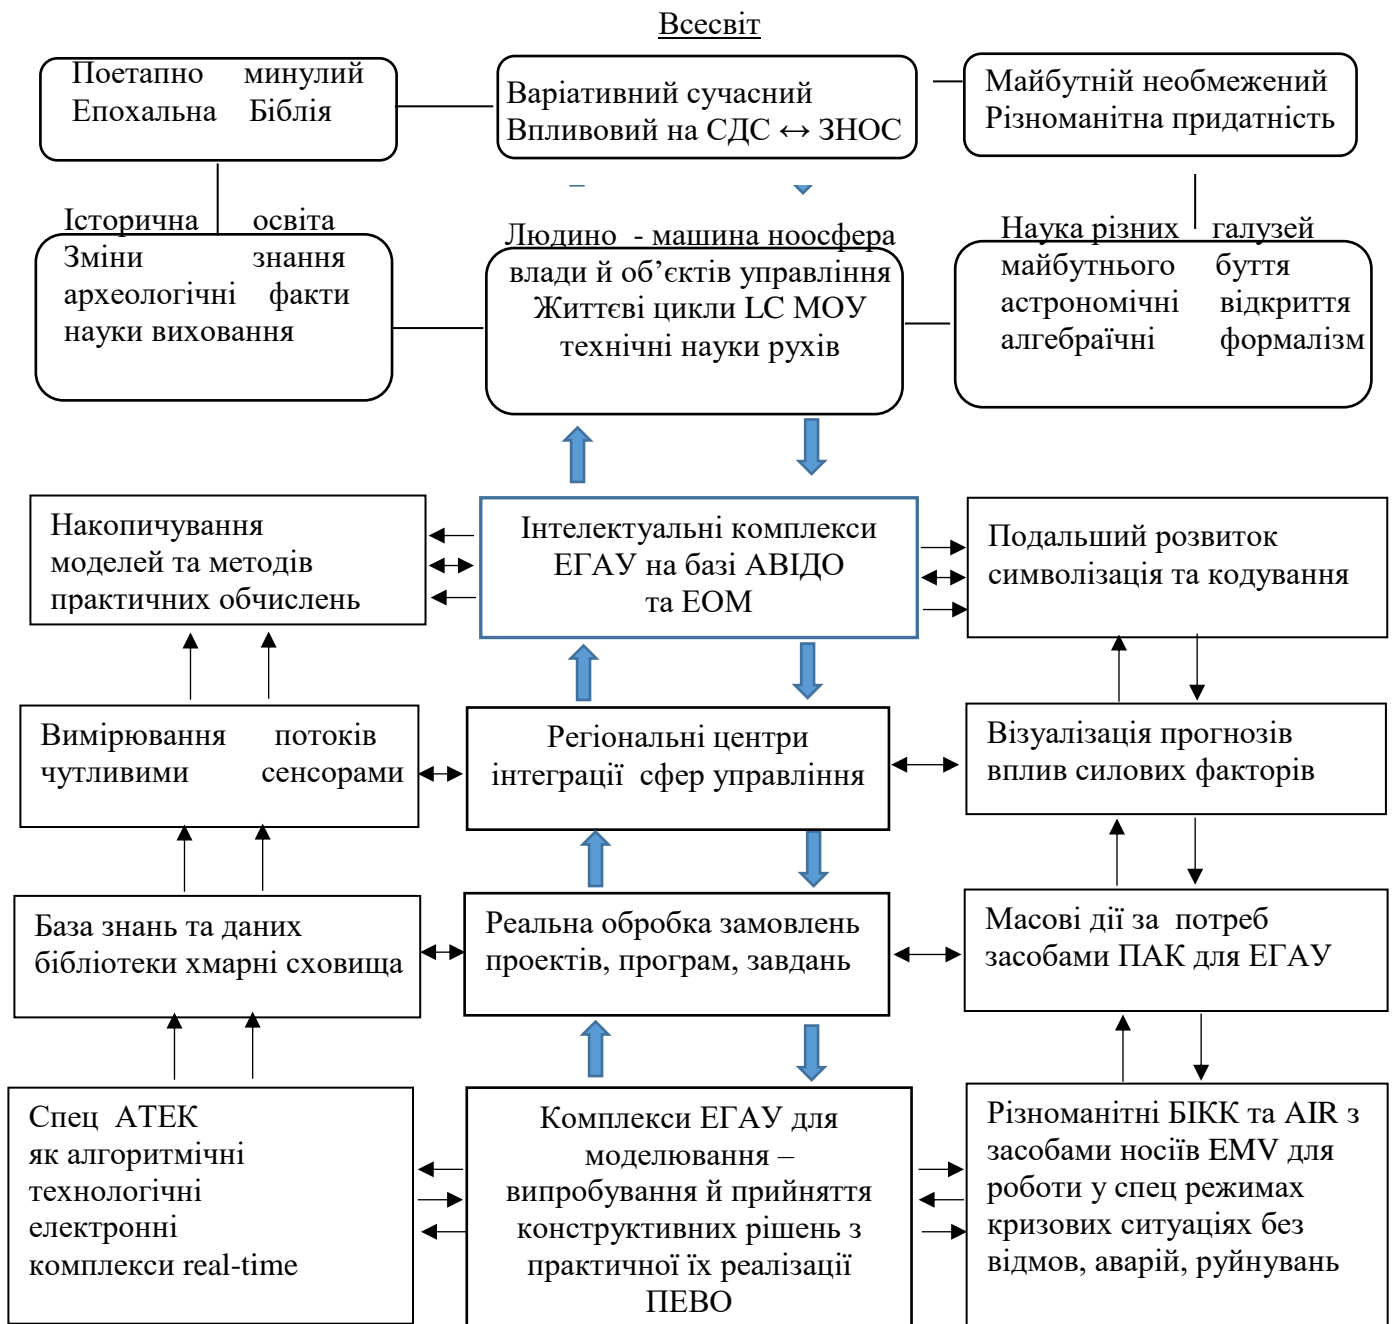 Всесвіт
Поетапно минулий
Епохальна Біблія
Варіативний сучасний
Впливовий на СДС ↔ ЗНОС
Майбутній необмежений
Різноманітна придатність
Історична освіта
Зміни знання
археологічні факти
науки виховання
Людино - машина ноосфера
влади й об’єктів управління
Життєві цикли LC МОУ
технічні науки рухів
Наука різних галузей
майбутнього буття
астрономічні відкриття
алгебраїчні формалізм
Накопичування
моделей та методів
практичних обчислень
Інтелектуальні комплекси
ЕГАУ на базі АВІДО
та ЕОМ
Подальший розвиток
символізація та кодування
Вимірювання потоків
чутливими сенсорами
Регіональні центри
інтеграції сфер управління
Візуалізація прогнозів
вплив силових факторів
База знань та даних
бібліотеки хмарні сховища
Реальна обробка замовлень
проектів, програм, завдань
Масові дії за потреб
засобами ПАК для ЕГАУ
Спец АТЕК
як алгоритмічні
технологічні
електронні
комплекси real-time
Комплекси ЕГАУ для
моделювання –
випробування й прийняття
конструктивних рішень з
практичної їх реалізації
ПЕВО
Різноманітні БІКК та AIR з
засобами носіїв EMV для
роботи у спец режимах
кризових ситуаціях без
відмов, аварій, руйнувань